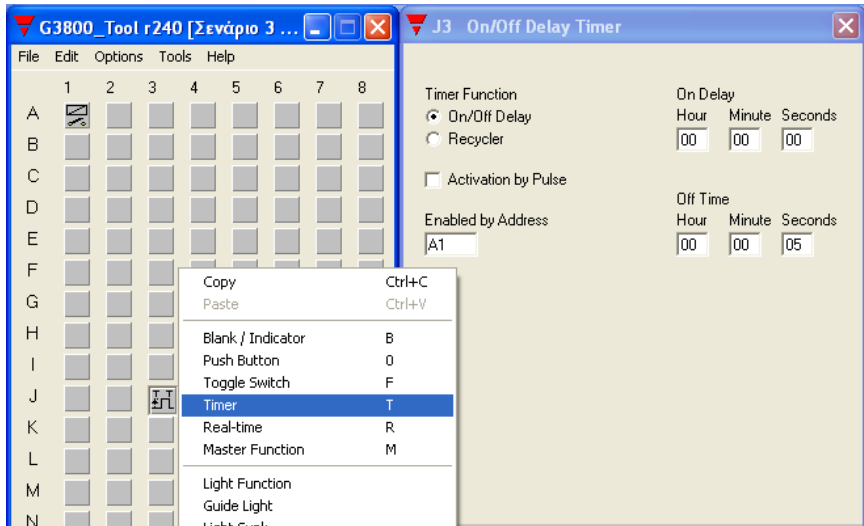 G3800_Tool r240 [Σενάριο 3 ...
File Edit Options Tools Help
1 2 3 4 5 6 7 8
A
B
C
D
E
F
G
H
I
J
K
L
M
N
Copy Ctrl+C
Paste Ctrl+V
Blank / Indicator B
Push Button O
Toggle Switch F
Timer T
Real-time R
Master Function M
Light Function
Guide Light
J3 On/Off Delay Timer
Timer Function
On/Off Delay
Recycler
Activation by Pulse
Enabled by Address
A1
On Delay
Hour Minute Seconds
00 00 00
Off Time
Hour Minute Seconds
00 00 05